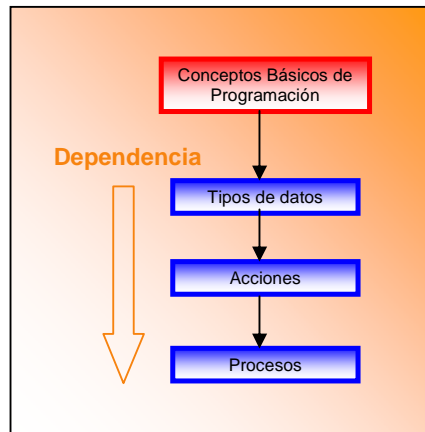 Conceptos Básicos de
Programación
Dependencia
Tipos de datos
Acciones
Procesos